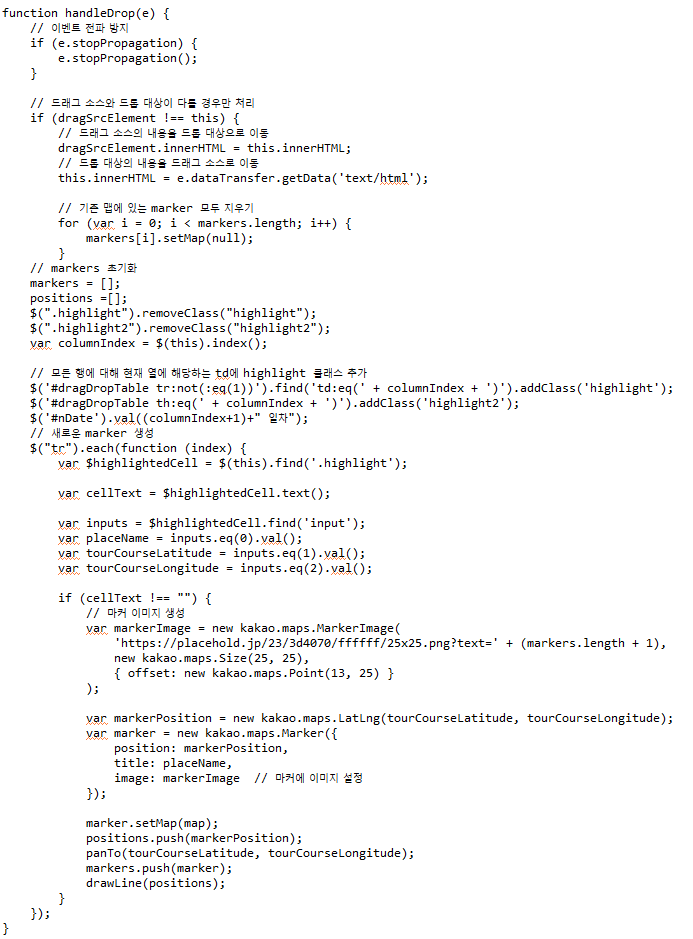 function handleDrop(e) {
    // 이벤트 전파 방지
    if (e.stopPropagation) {
        e.stopPropagation();
    }

    // 드래그 소스와 드롭 대상이 다를 경우만 처리
    if (dragSrcElement !== this) {
        // 드래그 소스의 내용을 드롭 대상으로 이동
        dragSrcElement.innerHTML = this.innerHTML;
        // 드롭 대상의 내용을 드래그 소스로 이동
        this.innerHTML = e.dataTransfer.getData('text/html');

        // 기존 맵에 있는 marker 모두 지우기
        for (var i = 0; i < markers.length; i++) {
            markers[i].setMap(null);
        }
    // markers 초기화
    markers = [];
    positions =[];
    $(".highlight").removeClass("highlight");
    $(".highlight2").removeClass("highlight2");
    var columnIndex = $(this).index();

    // 모든 행에 대해 현재 열에 해당하는 td에 highlight 클래스 추가
    $('#dragDropTable tr:not(:eq(1))').find('td:eq(' + columnIndex + ')').addClass('highlight');
    $('#dragDropTable th:eq(' + columnIndex + ')').addClass('highlight2');
    $('#nDate').val((columnIndex+1)+" 일차");
    // 새로운 marker 생성
    $("tr").each(function (index) {
        var $highlightedCell = $(this).find('.highlight');

        var cellText = $highlightedCell.text();

        var inputs = $highlightedCell.find('input');
        var placeName = inputs.eq(0).val();
        var tourCourseLatitude = inputs.eq(1).val();
        var tourCourseLongitude = inputs.eq(2).val();

        if (cellText !== "") {
            // 마커 이미지 생성
            var markerImage = new kakao.maps.MarkerImage(
                'https://placehold.jp/23/3d4070/ffffff/25x25.png?text=' + (markers.length + 1),
                new kakao.maps.Size(25, 25),
                { offset: new kakao.maps.Point(13, 25) }
            );

            var markerPosition = new kakao.maps.LatLng(tourCourseLatitude, tourCourseLongitude);
            var marker = new kakao.maps.Marker({
                position: markerPosition,
                title: placeName,
                image: markerImage  // 마커에 이미지 설정
            });

            marker.setMap(map);
            positions.push(markerPosition);
            panTo(tourCourseLatitude, tourCourseLongitude);
            markers.push(marker);
            drawLine(positions);
        }
    });
}